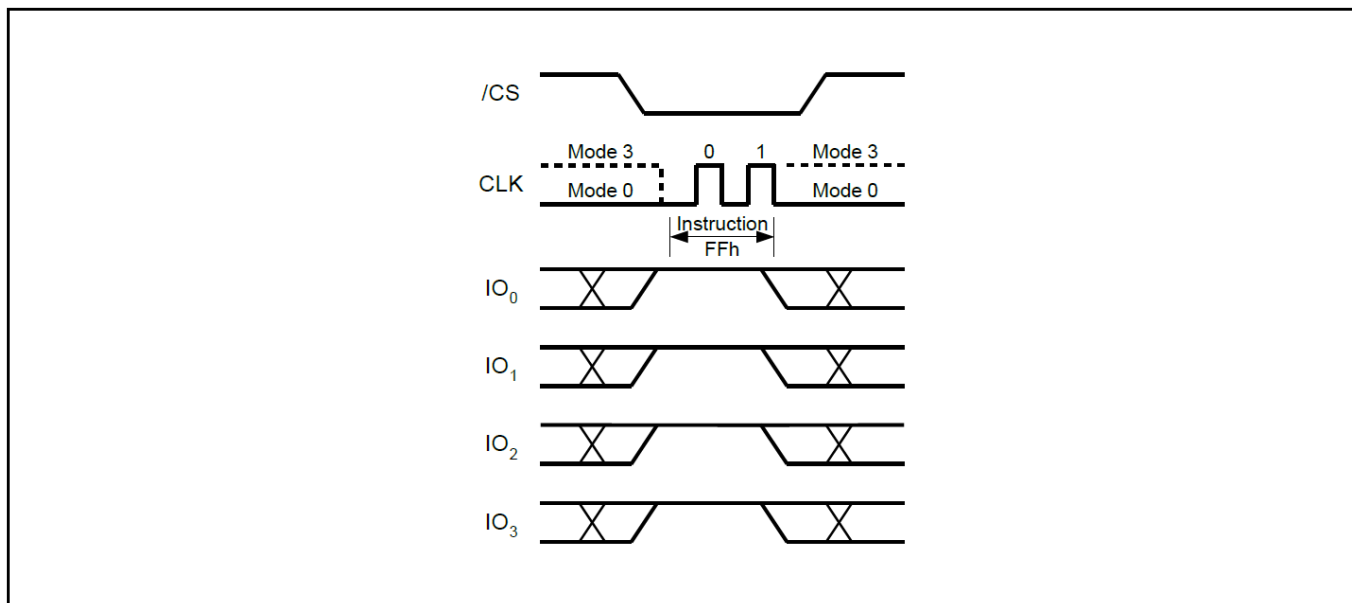 /CS
Mode 3 0 1 Mode 3
CLK
Mode 0 Mode 0
Instruction
FFh
IO0
IO1
IO2
IO3